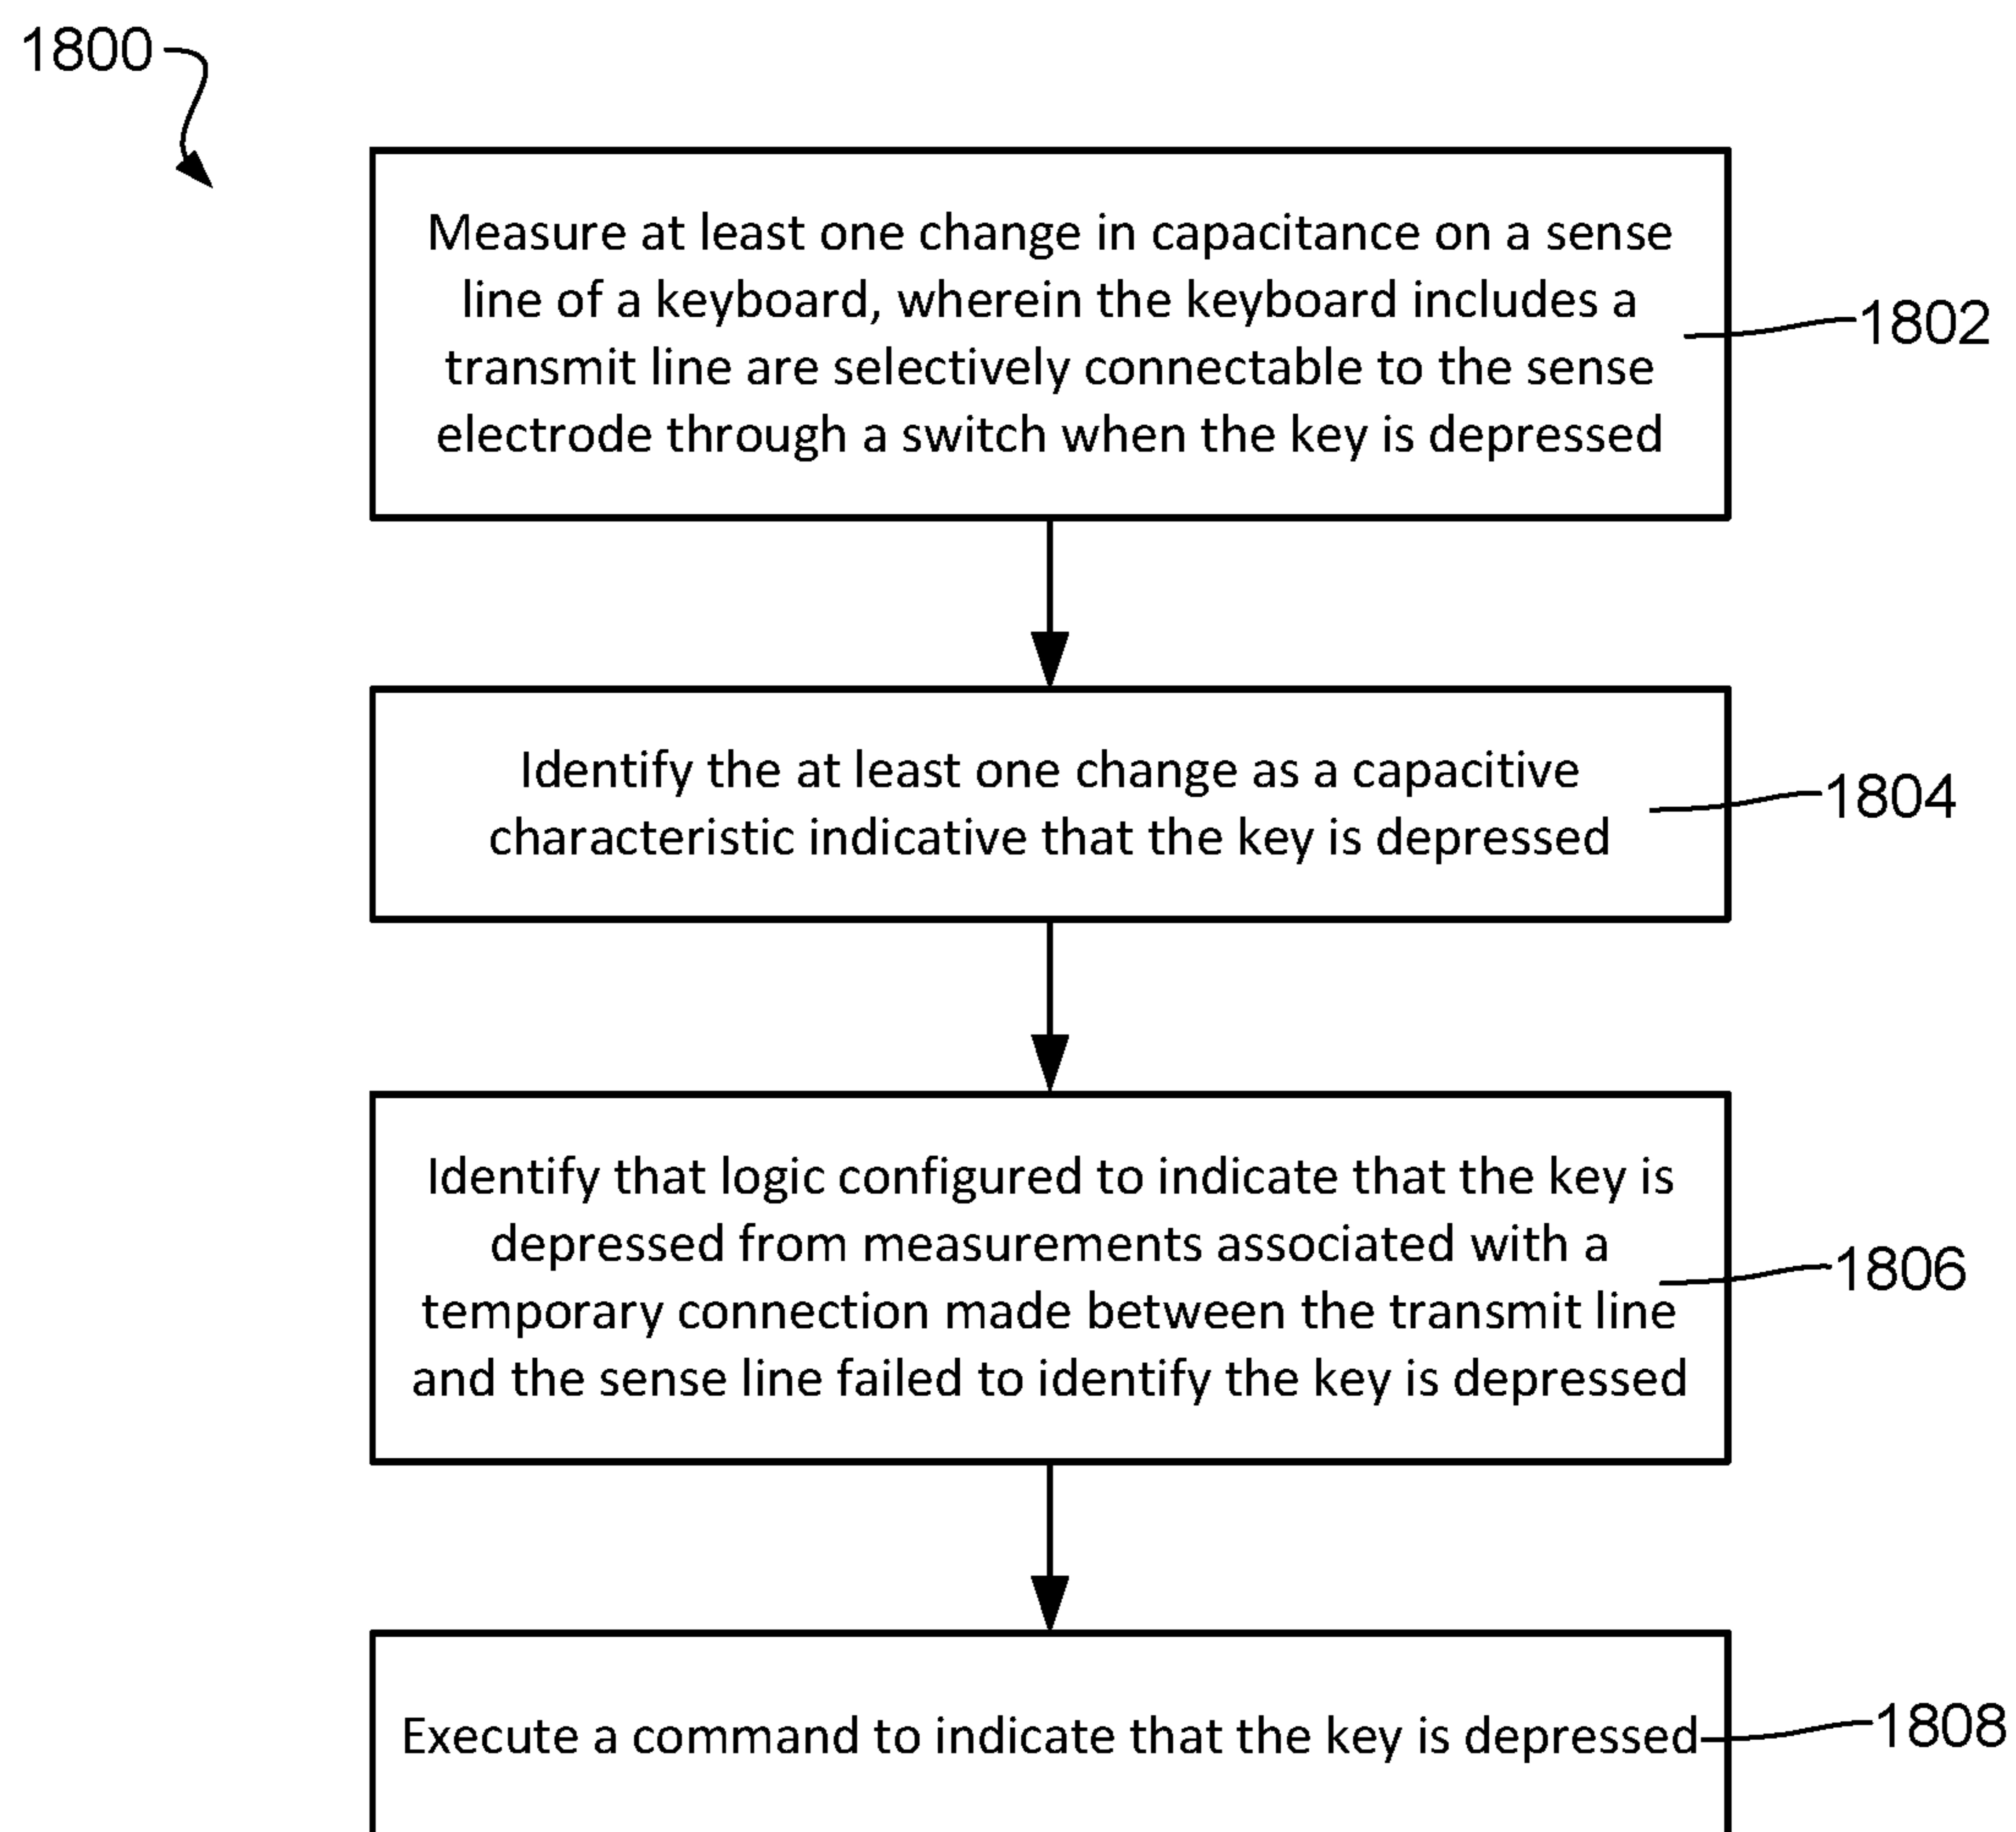 1800
Measure at least one change in capacitance on a sense
line of a keyboard, wherein the keyboard includes a
transmit line are selectively connectable to the sense
electrode through a switch when the key is depressed
1802
Identify the at least one change as a capacitive
characteristic indicative that the key is depressed
1804
Identify that logic configured to indicate that the key is
depressed from measurements associated with a
temporary connection made between the transmit line
and the sense line failed to identify the key is depressed
1806
Execute a command to indicate that the key is depressed
1808